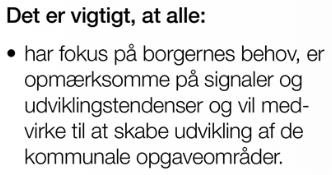 Det er vigtigt, at alle:
• har fokus på borgernes behov, er
opmærksomme på signaler og
udviklingstendenser og vil med-
virke til at skabe udvikling af de
kommunale opgaveområder.